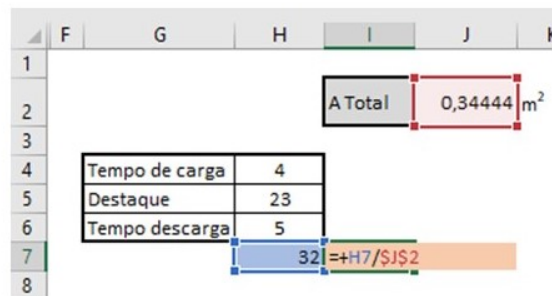 F G H I J K
1
2 A Total 0,34444 m²
3
4 Tempo de carga 4
5 Destaque 23
6 Tempo descarga 5
7 32 =+H7/$J$2
8